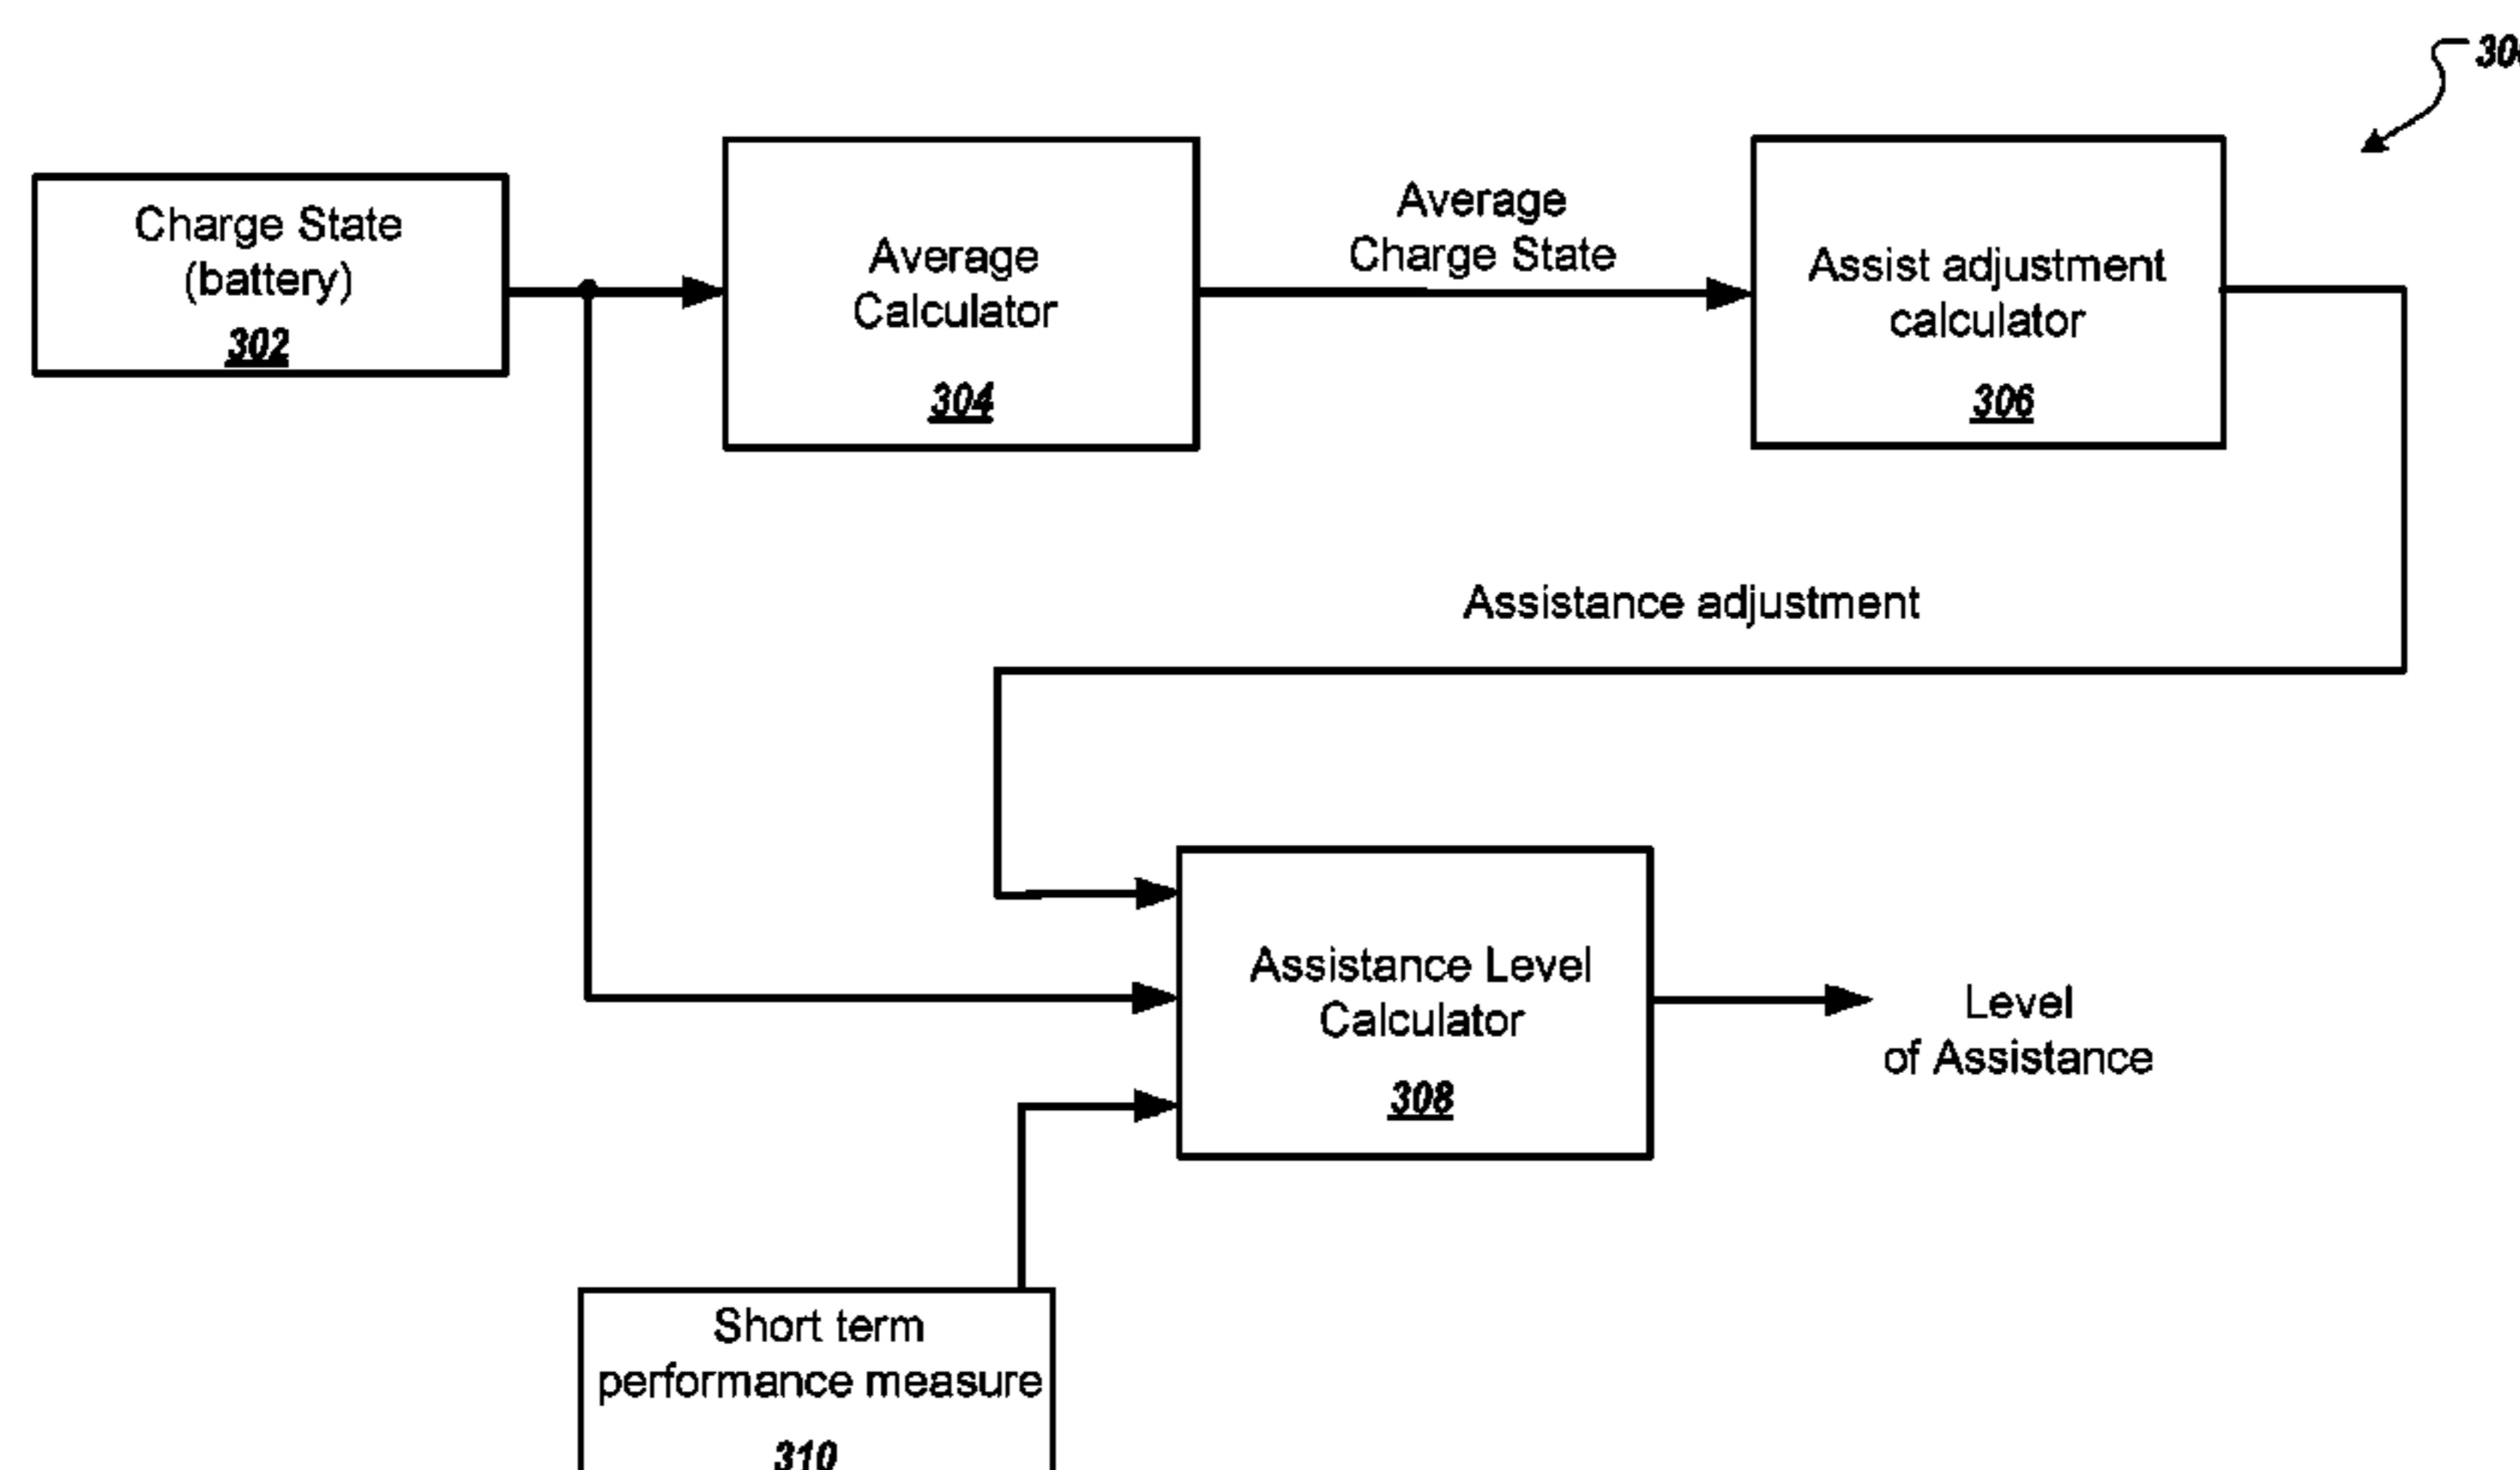 Charge State
(battery)
302
Average
Calculator
304
Average
Charge State
Assist adjustment
calculator
306
Assistance adjustment
Assistance Level
Calculator
308
Level
of Assistance
Short term
performance measure
310